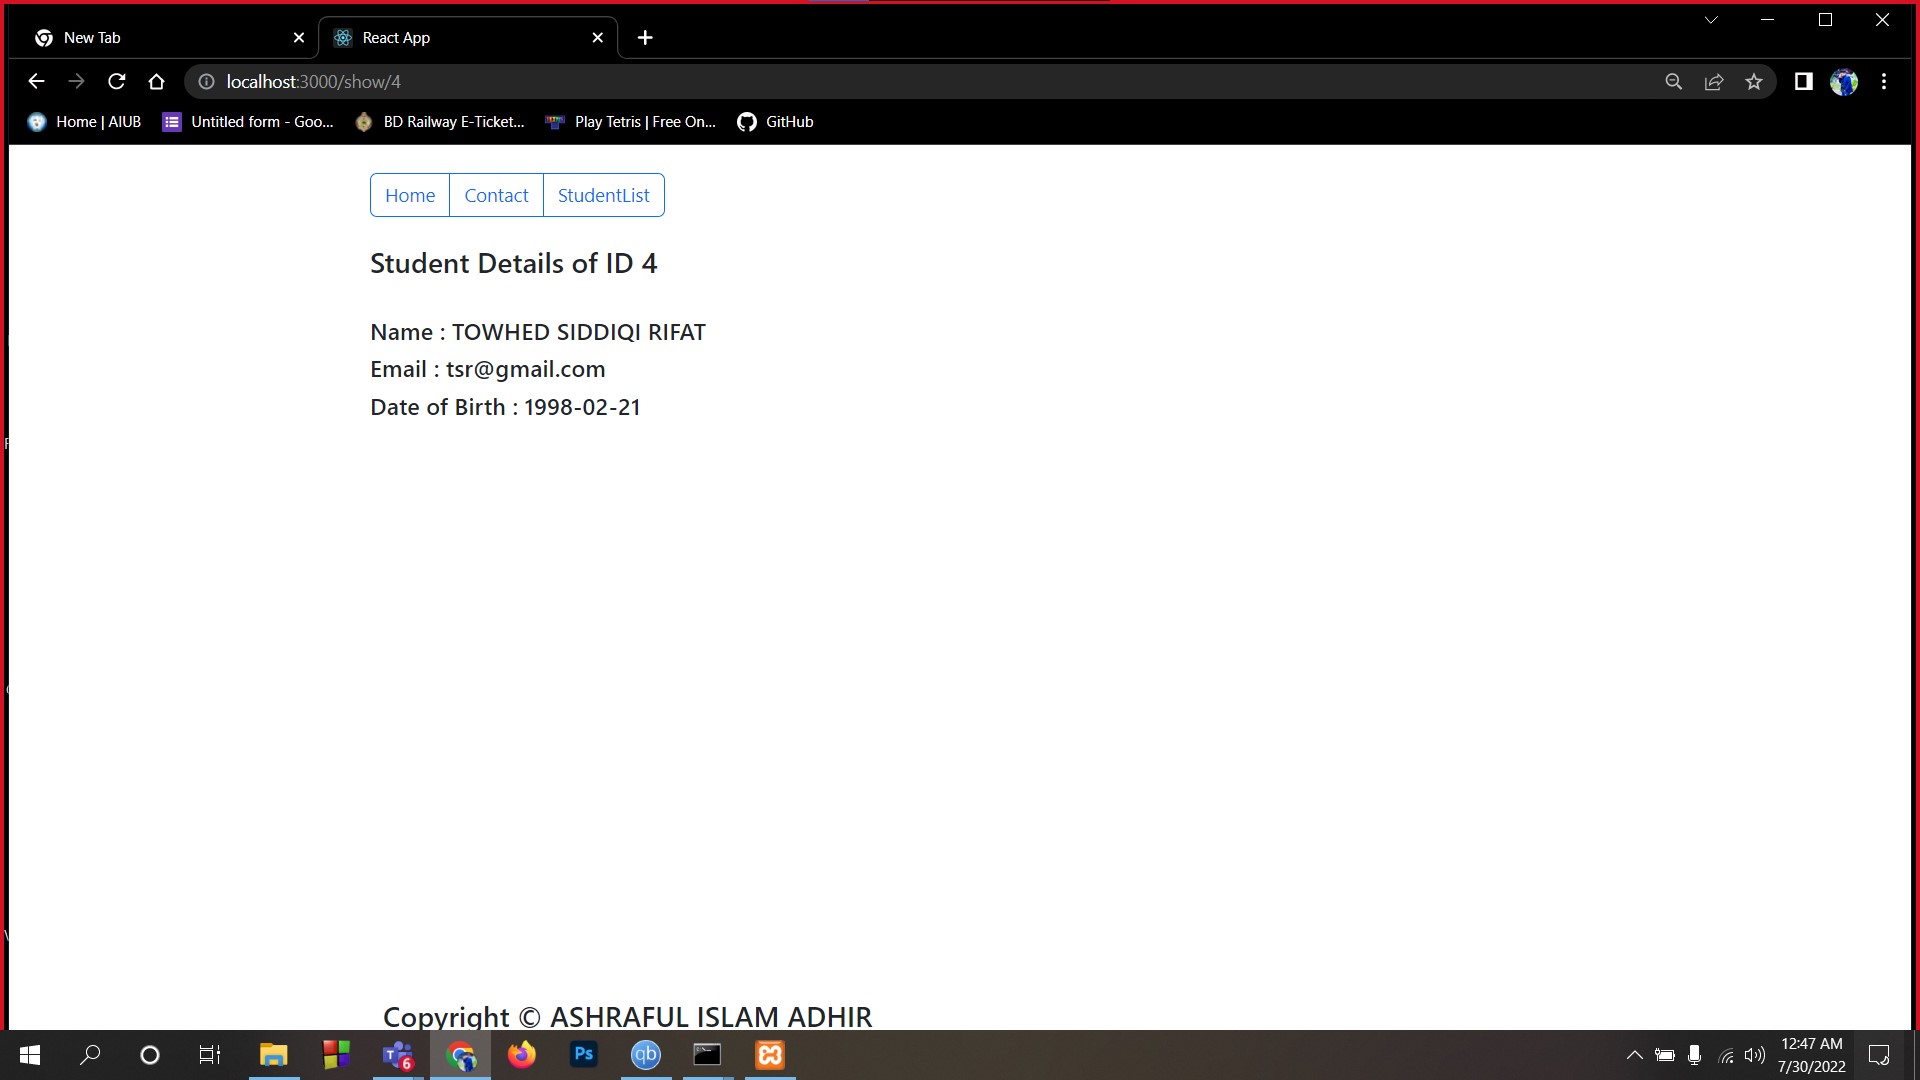 New Tab
React App
localhost:3000/show/4
Home | AIUB
Untitled form - Goo...
BD Railway E-Ticket...
Play Tetris | Free On...
GitHub
Home
Contact
StudentList
Student Details of ID 4
Name : TOWHED SIDDIQI RIFAT
Email : tsr@gmail.com
Date of Birth : 1998-02-21
Copyright © ASHRAFUL ISLAM ADHIR
6
Ps
qb
12:47 AM
7/30/2022